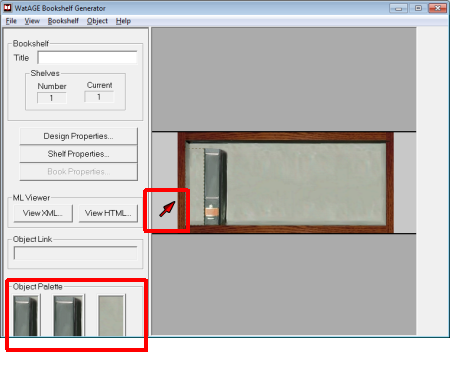 WatAGE Bookshelf Generator
File View Bookshelf Object Help
Bookshelf
Title
Shelves
Number Current
1 1
Design Properties...
Shelf Properties...
Book Properties...
ML Viewer
View XML... View HTML...
Object Link
Object Palette